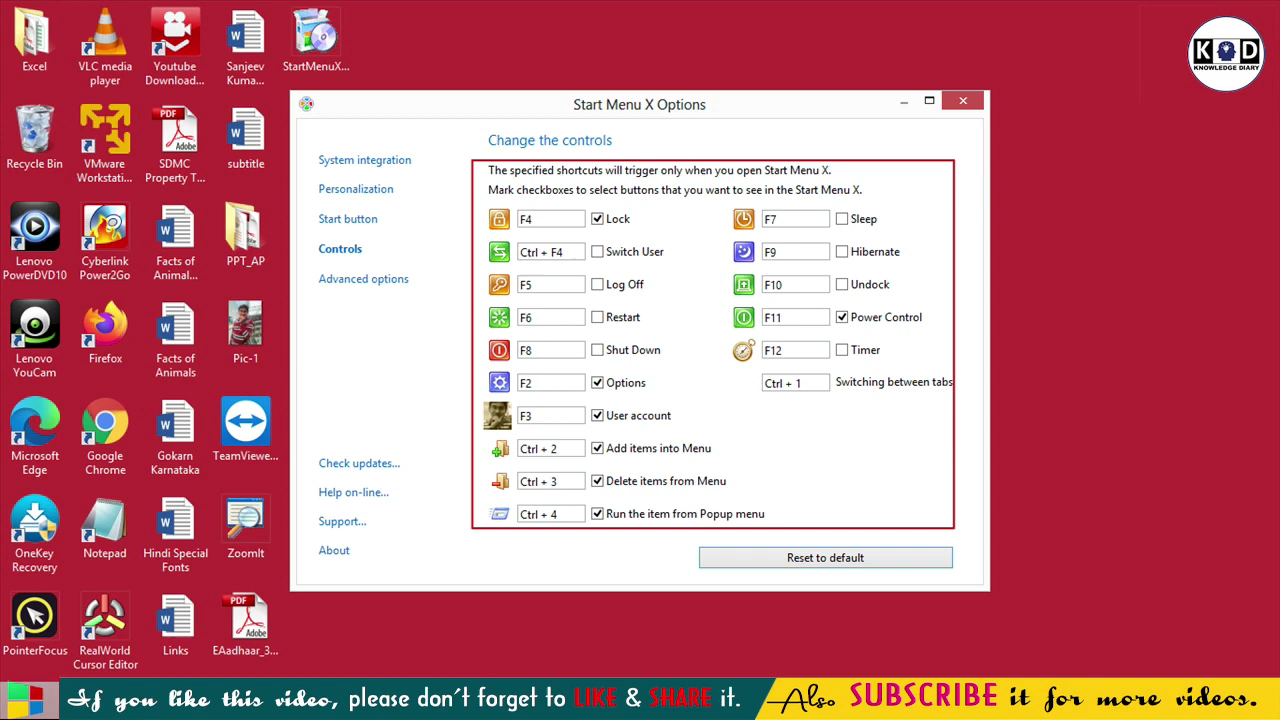 Excel
VLC media
player
Youtube
Download...
Sanjeev
Kuma...
StartMenuX...
KOD
KNOWLEDGE DIARY
Recycle Bin
VMware
Workstati...
PDF
Adobe
SDMC
Property T...
subtitle
Lenovo
PowerDVD10
Cyberlink
Power2Go
Facts of
Animal...
PPT_AP
Lenovo
YouCam
Firefox
Facts of
Animals
Pic-1
Microsoft
Edge
Google
Chrome
Gokarn
Karnataka
TeamViewe...
OneKey
Recovery
Notepad
Hindi Special
Fonts
ZoomIt
PointerFocus
RealWorld
Cursor Editor
Links
PDF
Adobe
EAadhaar_3...
Start Menu X Options
System integration
Personalization
Start button
Controls
Advanced options
Check updates...
Help on-line...
Support...
About
Change the controls
The specified shortcuts will trigger only when you open Start Menu X.
Mark checkboxes to select buttons that you want to see in the Start Menu X.
F4 Lock F7 Sleep
Ctrl + F4 Switch User F9 Hibernate
F5 Log Off F10 Undock
F6 Restart F11 Power Control
F8 Shut Down F12 Timer
F2 Options Ctrl + 1 Switching between tabs
F3 User account
Ctrl + 2 Add items into Menu
Ctrl + 3 Delete items from Menu
Ctrl + 4 Run the item from Popup menu
Reset to default
If you like this video, please don't forget to LIKE & SHARE it. Also SUBSCRIBE it for more videos.